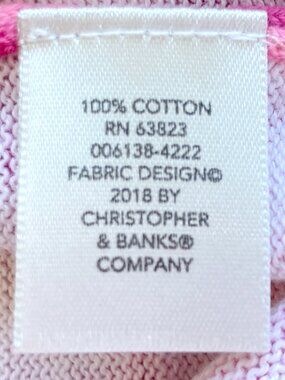 100% COTTON
RN 63823
006138-4222
FABRIC DESIGN©
2018 BY
CHRISTOPHER
& BANKS®
COMPANY